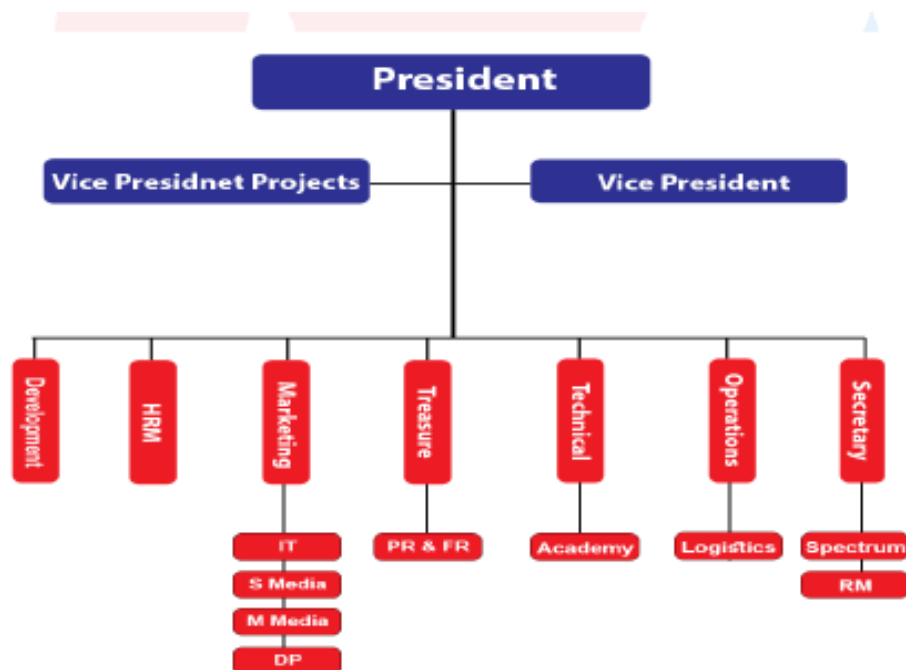 President
Vice Presidnet Projects
Vice President
Development
HRM
Marketing
Treasure
Technical
Operations
Secretary
IT
PR & FR
Academy
Logistics
Spectrum
S Media
RM
M Media
DP